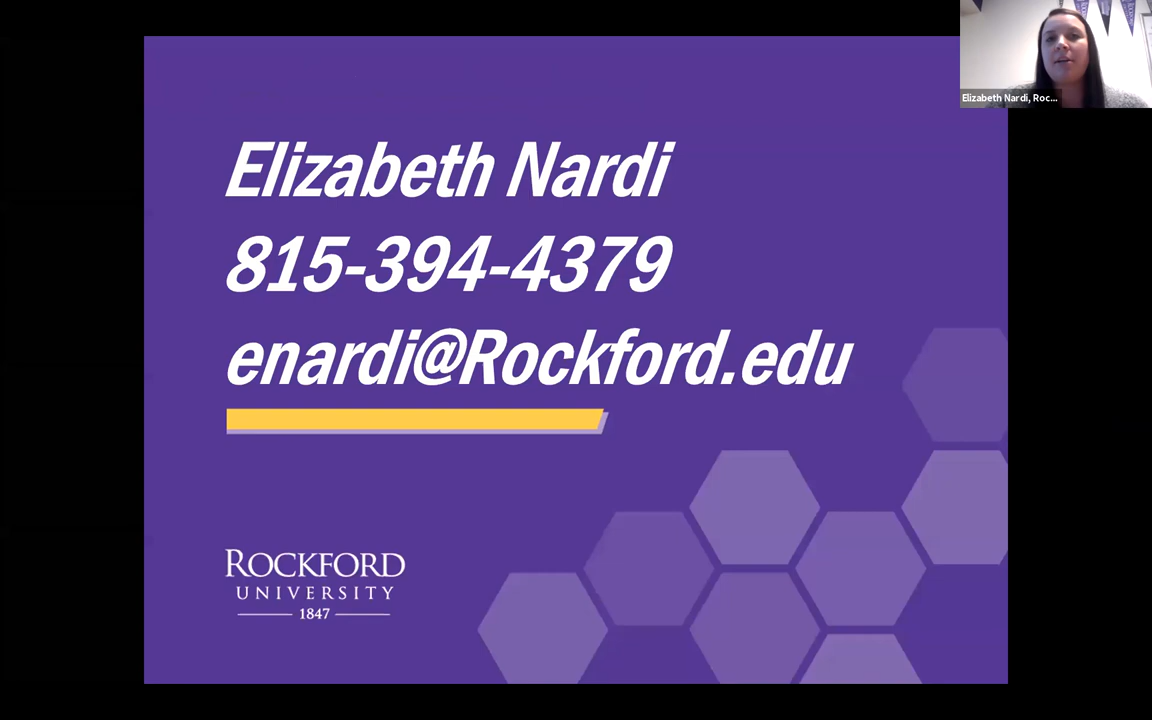 Elizabeth Nardi, Roc...
Elizabeth Nardi
815-394-4379
enardi@Rockford.edu
ROCKFORD
UNIVERSITY
1847